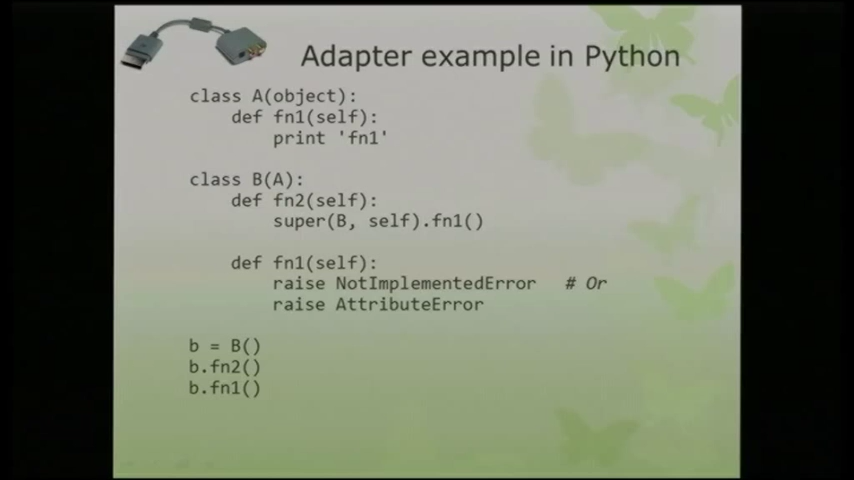 Adapter example in Python
class A(object):
    def fn1(self):
        print 'fn1'
class B(A):
    def fn2(self):
        super(B, self).fn1()
    def fn1(self):
        raise NotImplementedError   # Or
        raise AttributeError
b = B()
b.fn2()
b.fn1()